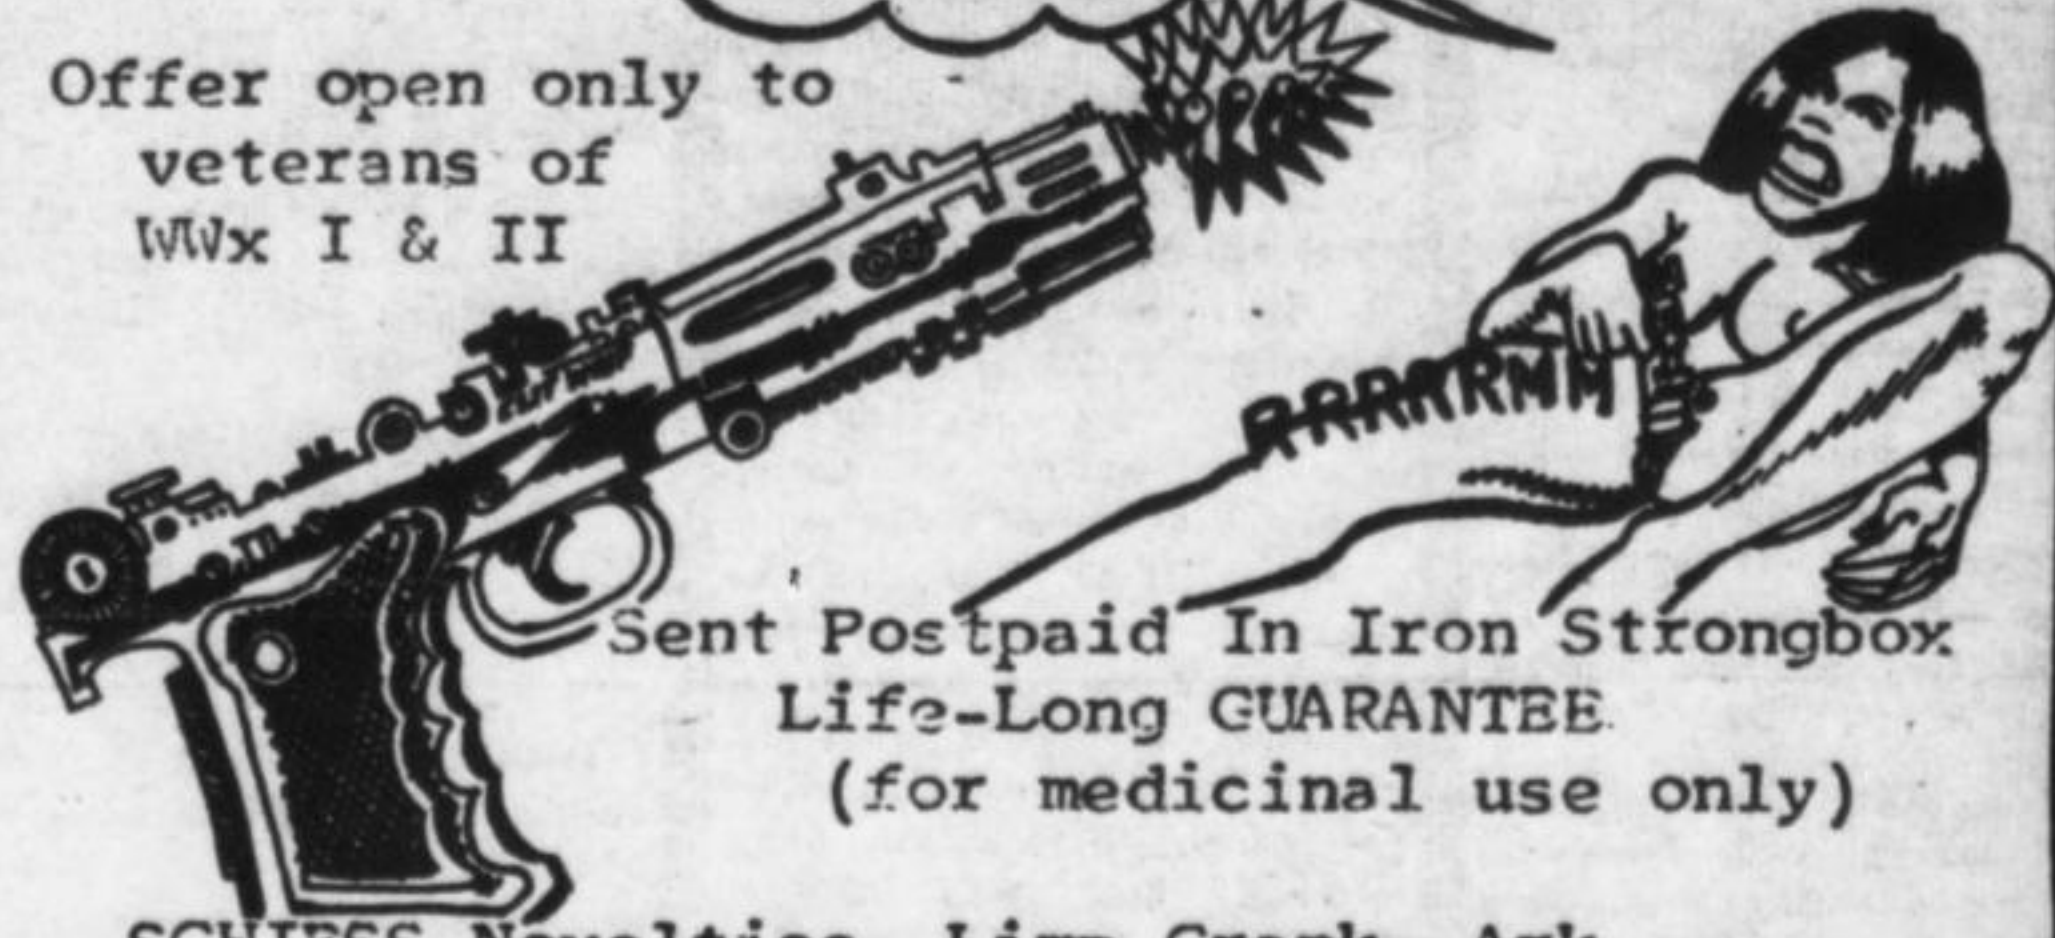 Offer open only to
veterans of
WWx I & II
RRRRRRMM
Sent Postpaid In Iron Strongbox
Life-Long GUARANTEE
(for medicinal use only)
Novelties